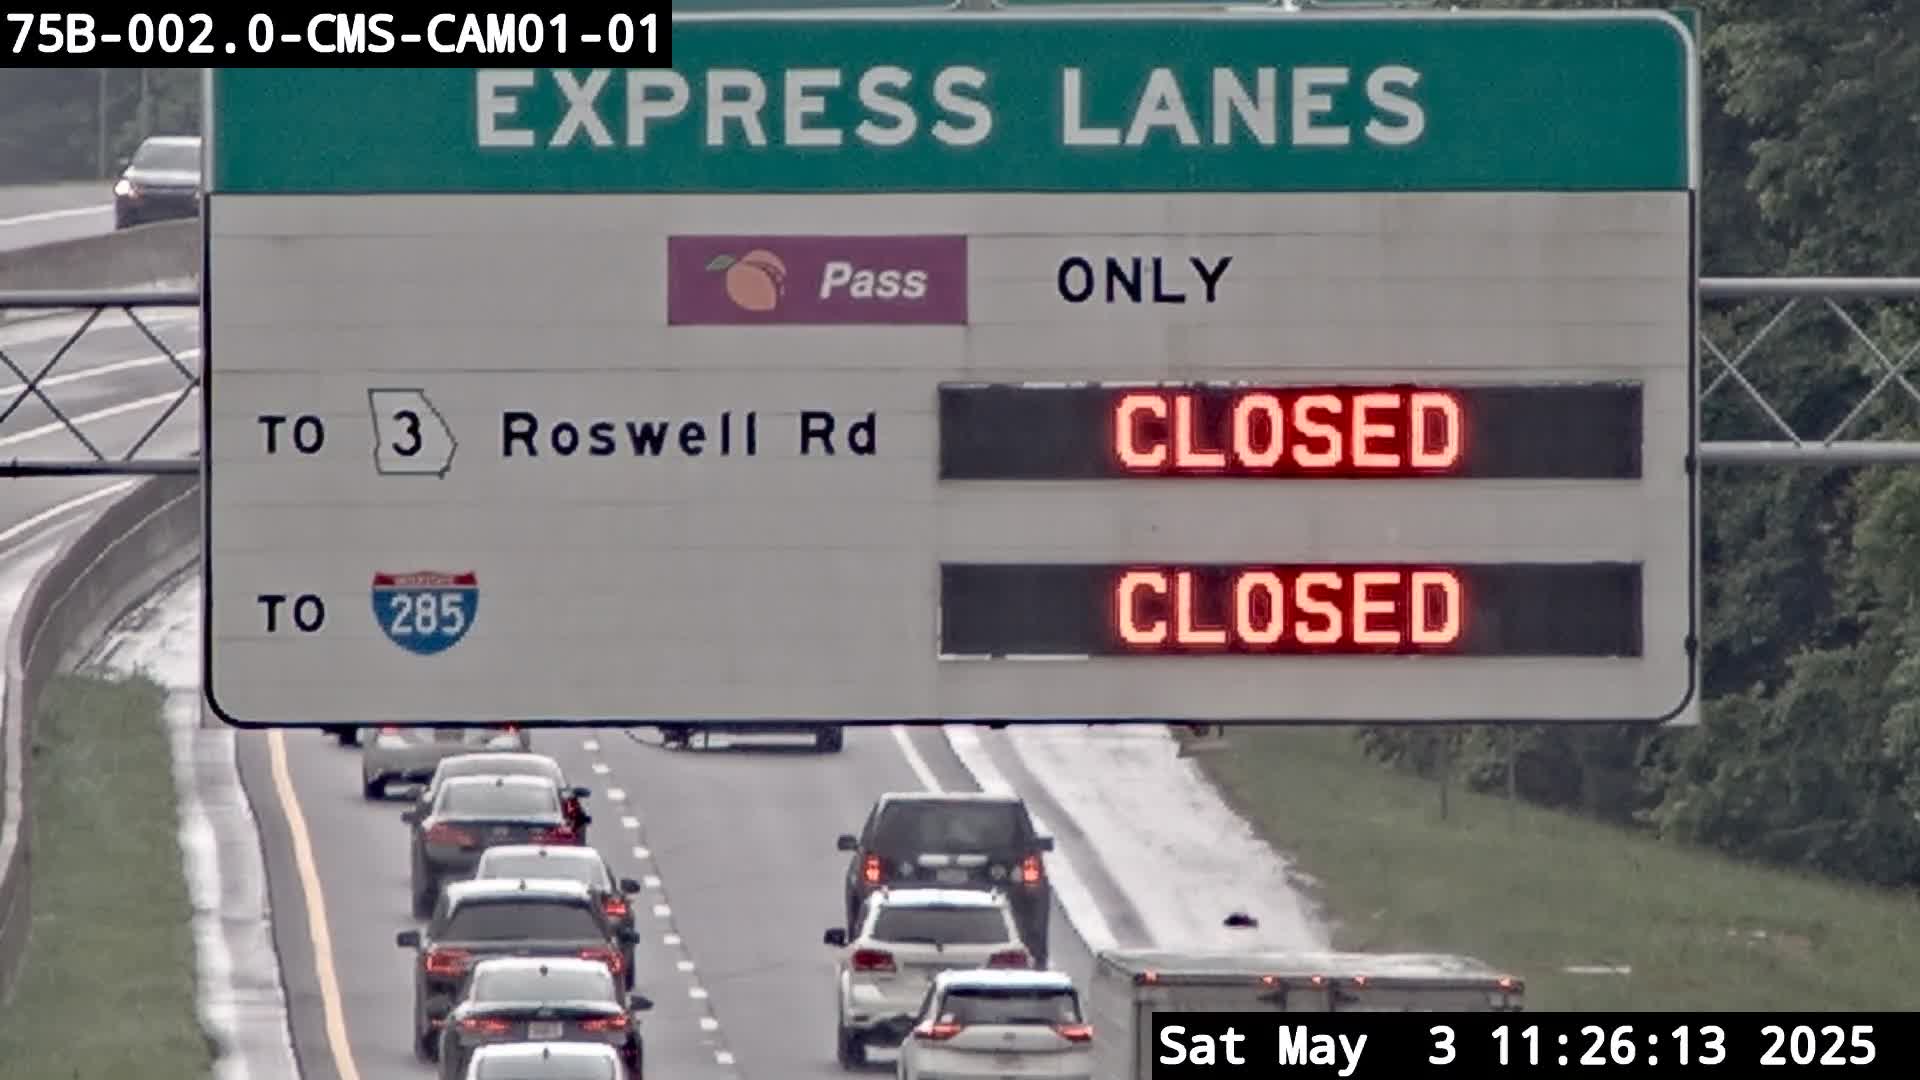 75B-002.0-CMS-CAM01-01
EXPRESS LANES
Pass ONLY
TO 3 Roswell Rd CLOSED
TO 285 CLOSED
Sat May 3 11:26:13 2025